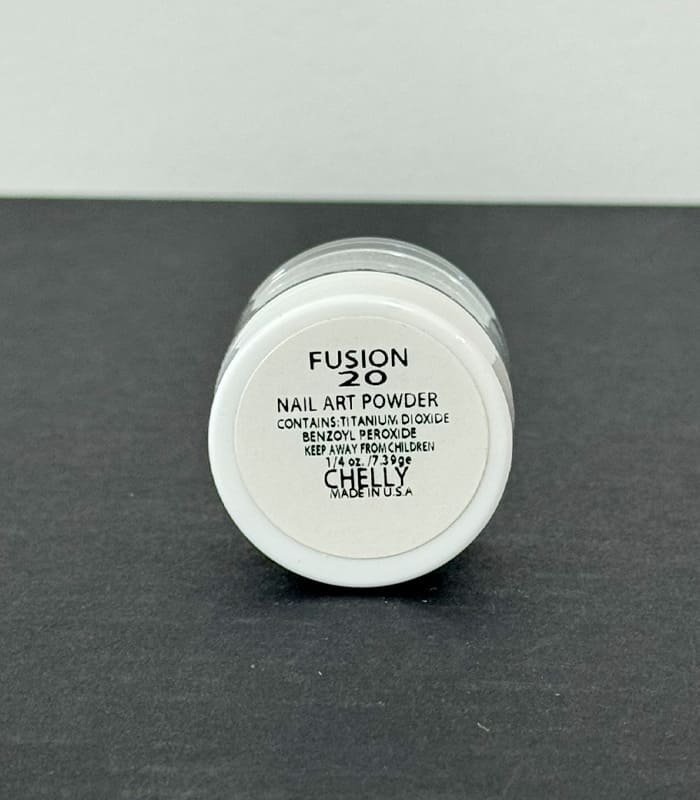 FUSION
20
NAIL ART POWDER
CONTAINS:TITANIUM DIOXIDE
BENZOYL PEROXIDE
KEEP AWAY FROM CHILDREN
1/4 oz. /7.39ge
CHELLY
MADE IN U.S.A